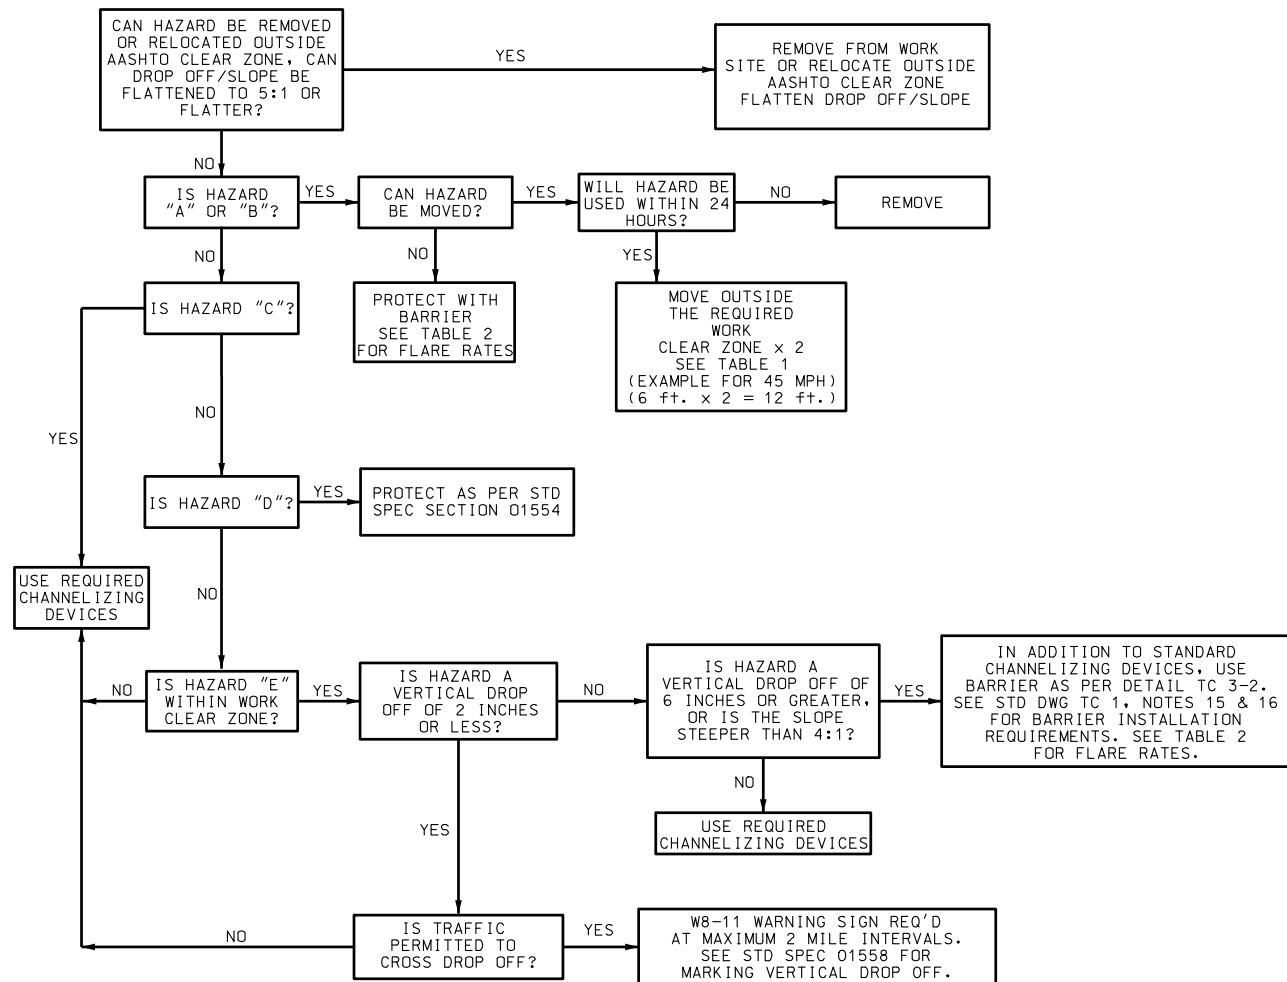 CAN HAZARD BE REMOVED
OR RELOCATED OUTSIDE
AASHTO CLEAR ZONE, CAN
DROP OFF/SLOPE BE
FLATTENED TO 5:1 OR
FLATTER?
YES
REMOVE FROM WORK
SITE OR RELOCATE OUTSIDE
AASHTO CLEAR ZONE
FLATTEN DROP OFF/SLOPE
NO
IS HAZARD
"A" OR "B"?
YES
CAN HAZARD
BE MOVED?
YES
WILL HAZARD BE
USED WITHIN 24
HOURS?
NO
REMOVE
NO
NO
YES
IS HAZARD "C"?
PROTECT WITH
BARRIER
SEE TABLE 2
FOR FLARE RATES
MOVE OUTSIDE
THE REQUIRED
WORK
CLEAR ZONE x 2
SEE TABLE 1
(EXAMPLE FOR 45 MPH)
(6 ft. x 2 = 12 ft.)
YES
NO
IS HAZARD "D"?
YES
PROTECT AS PER STD
SPEC SECTION 01554
USE REQUIRED
CHANNELIZING
DEVICES
NO
NO
IS HAZARD "E"
WITHIN WORK
CLEAR ZONE?
YES
IS HAZARD A
VERTICAL DROP
OFF OF 2 INCHES
OR LESS?
NO
IS HAZARD A
VERTICAL DROP OFF OF
6 INCHES OR GREATER,
OR IS THE SLOPE
STEEPER THAN 4:1?
YES
IN ADDITION TO STANDARD
CHANNELIZING DEVICES, USE
BARRIER AS PER DETAIL TC 3-2.
SEE STD DWG TC 1, NOTES 15 & 16
FOR BARRIER INSTALLATION
REQUIREMENTS. SEE TABLE 2
FOR FLARE RATES.
NO
USE REQUIRED
CHANNELIZING DEVICES
YES
NO
IS TRAFFIC
PERMITTED TO
CROSS DROP OFF?
YES
W8-11 WARNING SIGN REQ'D
AT MAXIMUM 2 MILE INTERVALS.
SEE STD SPEC 01558 FOR
MARKING VERTICAL DROP OFF.